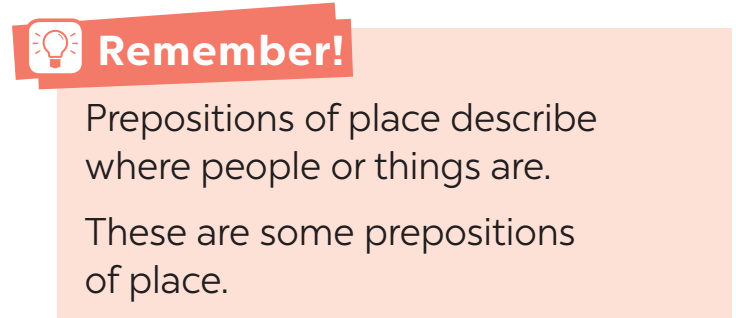 Remember!
Prepositions of place describe
where people or things are.
These are some prepositions
of place.